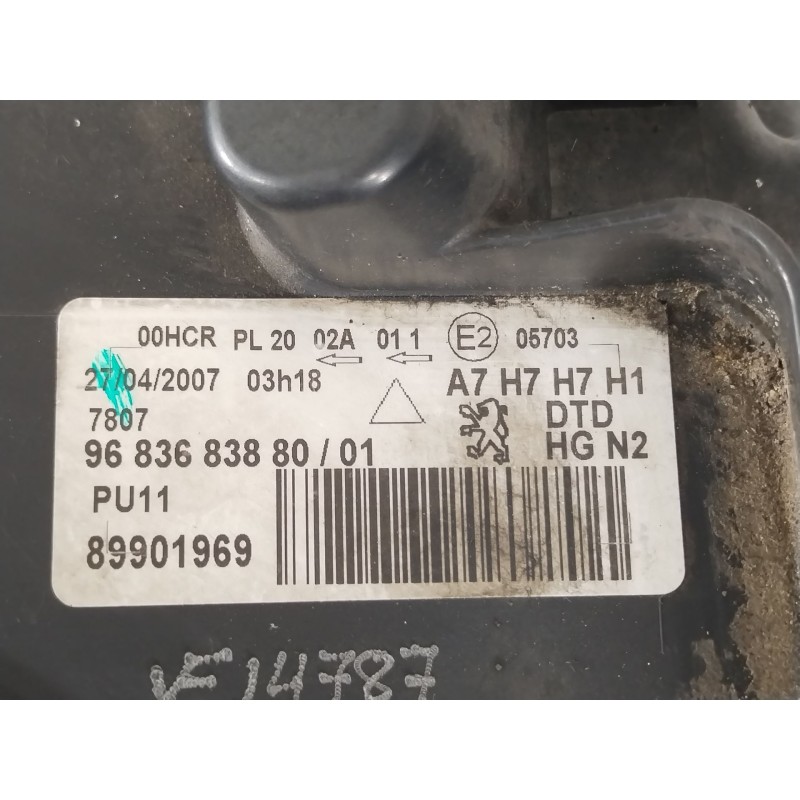 00HCR PL 20 02A 01 1 E2 05703
27/04/2007 03h18 A7 H7 H7 H1
7807 DTD
96 836 838 80 / 01 HG N2
PU11
89901969
VF14787